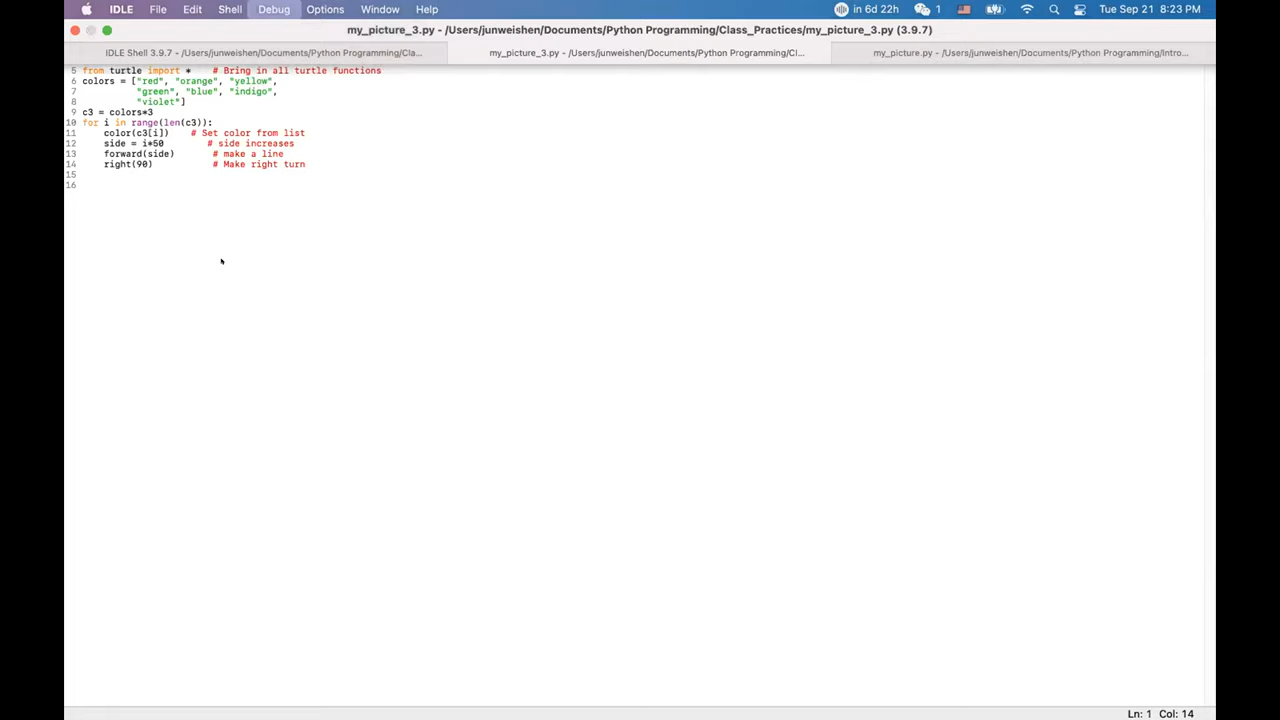 IDLE File Edit Shell Debug Options Window Help in 6d 22h 1 Tue Sep 21 8:23 PM
my_picture_3.py - /Users/junweishen/Documents/Python Programming/Class_Practices/my_picture_3.py (3.9.7)
IDLE Shell 3.9.7 - /Users/junweishen/Documents/Python Programming/Cla... my_picture_3.py - /Users/junweishen/Documents/Python Programming/Cl... my_picture.py - /Users/junweishen/Documents/Python Programming/Intro...
5 from turtle import * # Bring in all turtle functions
6 colors = ["red", "orange", "yellow",
7 "green", "blue", "indigo",
8 "violet"]
9 c3 = colors*3
10 for i in range(len(c3)):
11 color(c3[i]) # Set color from list
12 side = i*50 # side increases
13 forward(side) # make a line
14 right(90) # Make right turn
15
16
Ln: 1 Col: 14